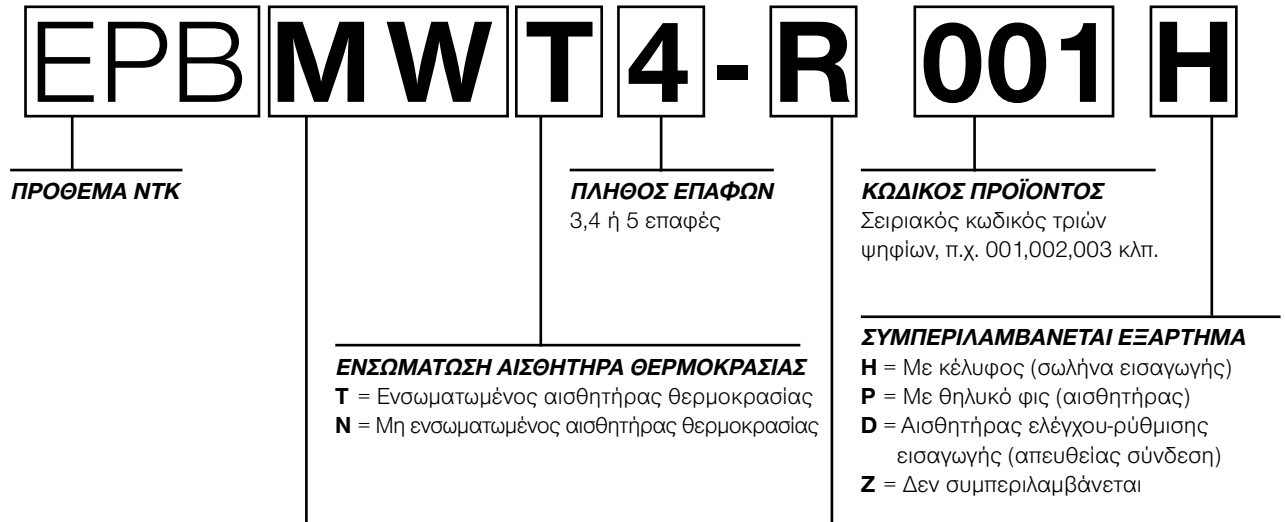 EPB MW T 4 - R 001 H
ΠΡΟΘΕΜΑ ΝΤΚ
ΠΛΗΘΟΣ ΕΠΑΦΩΝ
3,4 ή 5 επαφές
ΚΩΔΙΚΟΣ ΠΡΟΪΟΝΤΟΣ
Σειριακός κωδικός τριών
ψηφίων, π.χ. 001,002,003 κλπ.
ΕΝΣΩΜΑΤΩΣΗ ΑΙΣΘΗΤΗΡΑ ΘΕΡΜΟΚΡΑΣΙΑΣ
T = Ενσωματωμένος αισθητήρας θερμοκρασίας
N = Μη ενσωματωμένος αισθητήρας θερμοκρασίας
ΣΥΜΠΕΡΙΛΑΜΒΑΝΕΤΑΙ ΕΞΑΡΤΗΜΑ
H = Με κέλυφος (σωλήνα εισαγωγής)
P = Με θηλυκό φις (αισθητήρας)
D = Αισθητήρας ελέγχου-ρύθμισης
εισαγωγής (απευθείας σύνδεση)
Z = Δεν συμπεριλαμβάνεται